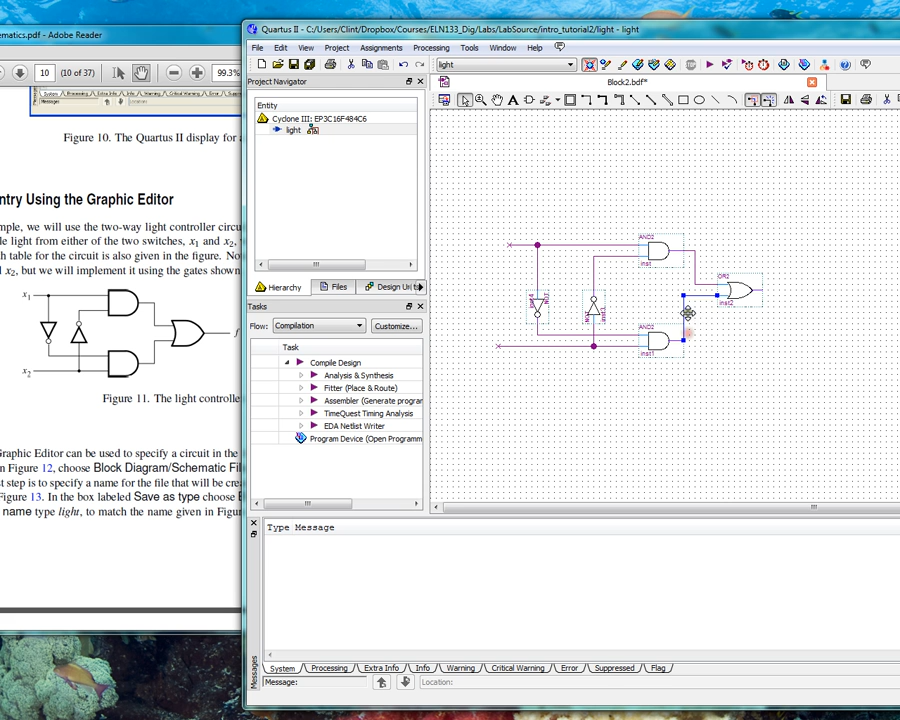 ematics.pdf - Adobe Reader
10 (10 of 37) 99.3%
Figure 10. The Quartus II display for a
ntry Using the Graphic Editor
mple, we will use the two-way light controller circu
le light from either of the two switches, x1 and x2,
h table for the circuit is also given in the figure. No
x2, but we will implement it using the gates shown
x1
f
x2
Figure 11. The light controlle
Graphic Editor can be used to specify a circuit in the
n Figure 12, choose Block Diagram/Schematic Fil
t step is to specify a name for the file that will be cre
Figure 13. In the box labeled Save as type choose B
name type light, to match the name given in Figur
Quartus II - C:/Users/Clint/Dropbox/Courses/ELN133_Dig/Labs/LabSource/intro_tutorial2/light - light
File Edit View Project Assignments Processing Tools Window Help
light
Project Navigator
Entity
Cyclone III: EP3C16F484C6
light
Hierarchy Files Design Uni
Tasks
Flow: Compilation Customize...
Task
Compile Design
Analysis & Synthesis
Fitter (Place & Route)
Assembler (Generate program
TimeQuest Timing Analysis
EDA Netlist Writer
Program Device (Open Programm
Block2.bdf*
AND2
inst
OR2
inst2
NOT
NOT
inst3
AND2
inst1
Type Message
Messages
System Processing Extra Info Info Warning Critical Warning Error Suppressed Flag
Message: Location: